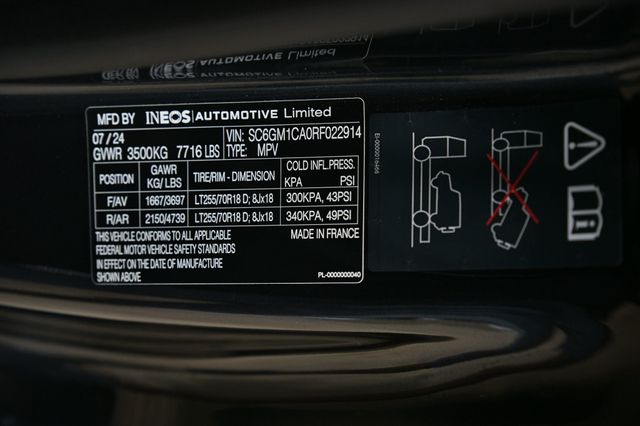 MFD BY INEOS | AUTOMOTIVE Limited
07 / 24 VIN: SC6GM1CA0RF022914
GVWR 3500KG 7716 LBS TYPE: MPV
POSITION GAWR KG/ LBS TIRE/RIM - DIMENSION COLD INFL.PRESS. KPA PSI
F/AV 1667/3697 LT255/70R18 D; 8Jx18 300KPA, 43PSI
R/AR 2150/4739 LT255/70R18 D; 8Jx18 340KPA, 49PSI
THIS VEHICLE CONFORMS TO ALL APPLICABLE MADE IN FRANCE
FEDERAL MOTOR VEHICLE SAFETY STANDARDS
IN EFFECT ON THE DATE OF MANUFACTURE
SHOWN ABOVE PL-0000000040